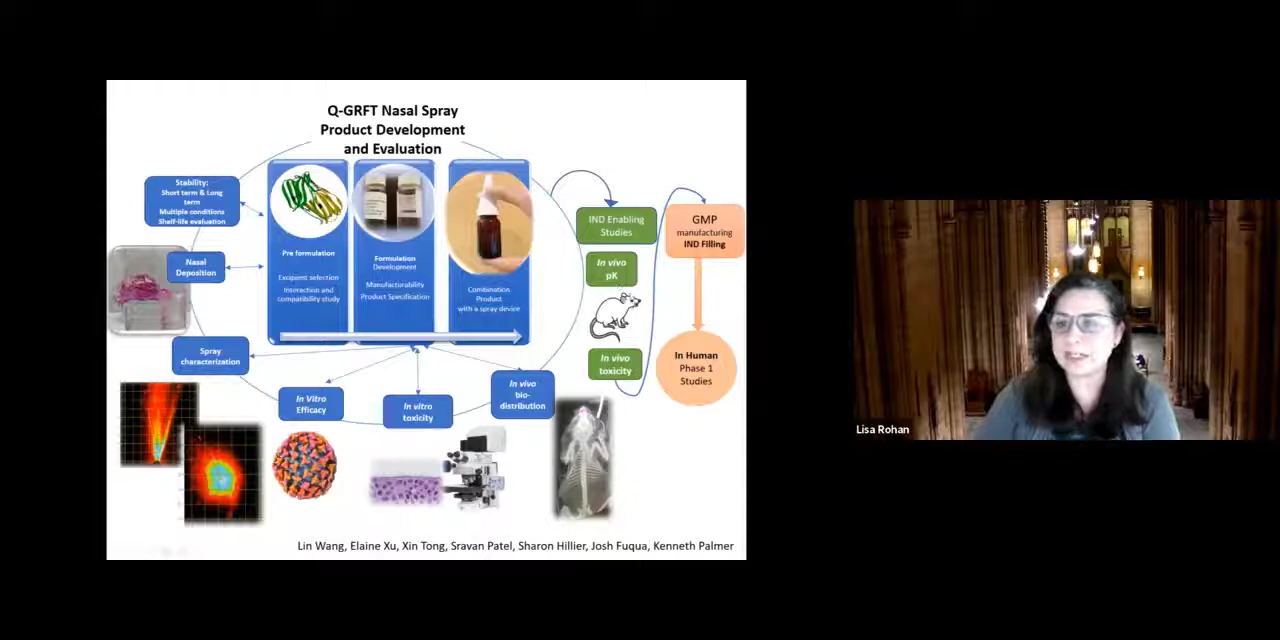 Q-GRFT Nasal Spray
Product Development
and Evaluation
Stability:
Short term & Long
term
Multiple conditions
Shelf-life evaluation
Nasal
Deposition
Spray
characterization
Pre formulation
Excipient selection
Interaction and
compatibility study
Formulation
Development
Manufacturability
Product Specification
Combination
Product
with a spray device
In Vitro
Efficacy
In vitro
toxicity
In vivo
bio-
distribution
IND Enabling
Studies
In vivo
pK
In vivo
toxicity
GMP
manufacturing
IND Filling
In Human
Phase 1
Studies
Lin Wang, Elaine Xu, Xin Tong, Sravan Patel, Sharon Hillier, Josh Fuqua, Kenneth Palmer
Lisa Rohan